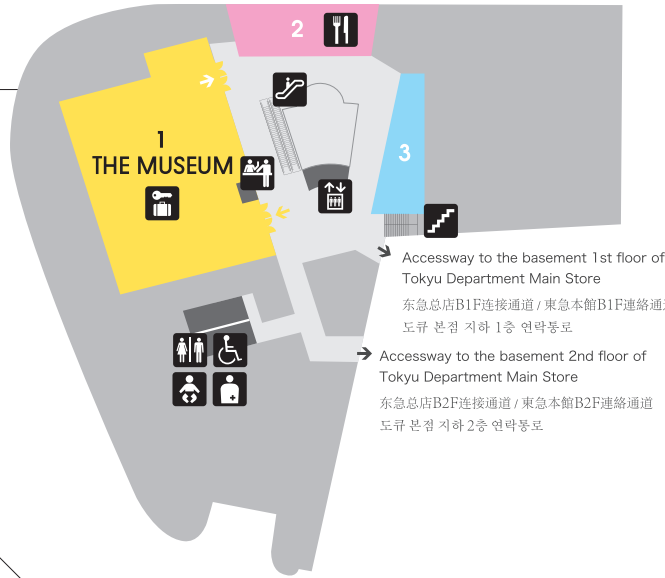 2
1
THE MUSEUM
3
Accessway to the basement 1st floor of
Tokyu Department Main Store
东急总店B1F连接通道 / 東急本館B1F連絡通
도큐 본점 지하 1층 연락통로
Accessway to the basement 2nd floor of
Tokyu Department Main Store
东急总店B2F连接通道 / 東急本館B2F連絡通道
도큐 본점 지하 2층 연락통로